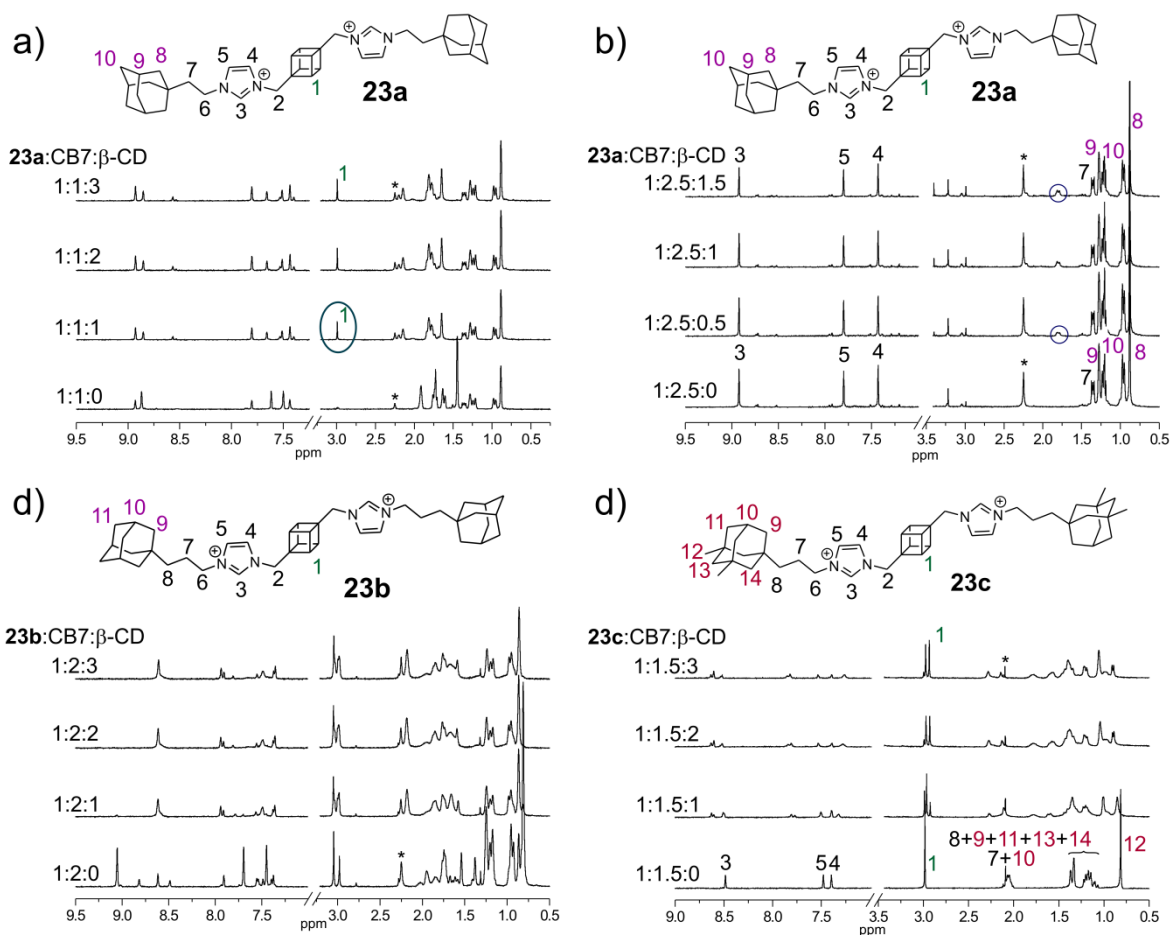 a)
10 9 8 5 4
7 N ⊕ N
N ⊕ N
6 3 2 1
23a
23a:CB7:β-CD
1:1:3
1
*
1:1:2
1:1:1
1
1:1:0
*
9.5 9.0 8.5 8.0 7.5 3.0 2.5 2.0 1.5 1.0 0.5
ppm
b)
10 9 8 5 4
7 N ⊕ N
N ⊕ N
6 3 2 1
23a
23a:CB7:β-CD 3 5 4 * 7 9 10 8
1:2.5:1.5
1:2.5:1
1:2.5:0.5
3 5 4 * 7 9 10 8
1:2.5:0
9.5 9.0 8.5 8.0 7.5 3.5 3.0 2.5 2.0 1.5 1.0 0.5
ppm
d)
11 10 9 5 4
7 ⊕ N N
N ⊕ N
8 6 3 2 1
23b
23b:CB7:β-CD
1:2:3
1:2:2
1:2:1
1:2:0
*
9.5 9.0 8.5 8.0 7.5 3.0 2.5 2.0 1.5 1.0 0.5
ppm
d)
11 10 9 5 4
12 7 ⊕ N N
N ⊕ N
13 14 8 6 3 2 1
23c
23c:CB7:β-CD
1
*
1:1.5:3
1:1.5:2
1:1.5:1
8+9+11+13+14
7+10 12
1:1.5:0 3 54 1
9.0 8.5 8.0 7.5 3.5 3.0 2.5 2.0 1.5 1.0 0.5
ppm